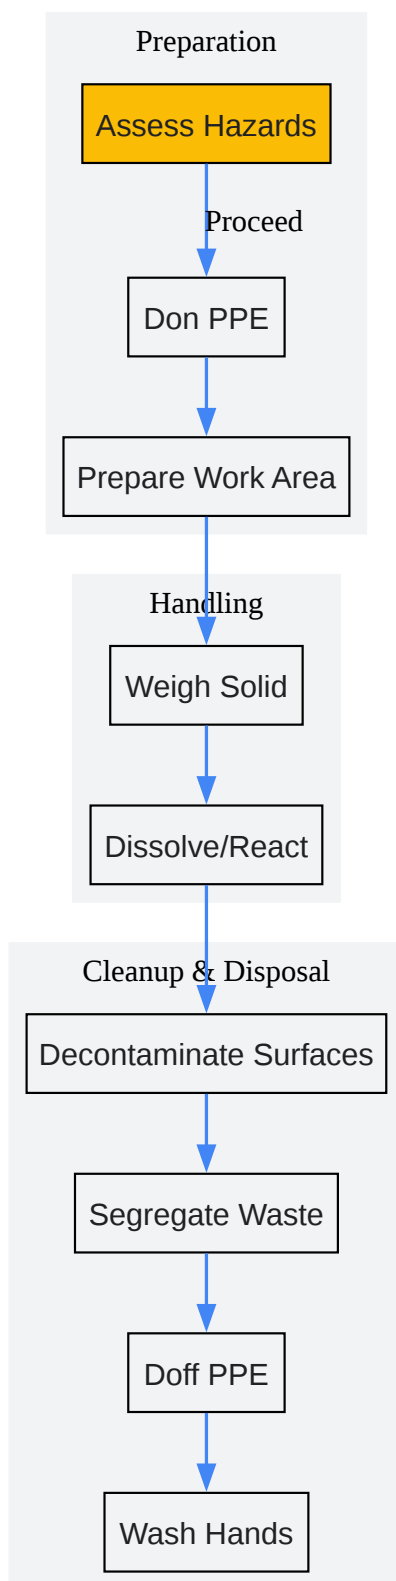 Preparation
Assess Hazards
Proceed
Don PPE
Prepare Work Area
Handling
Weigh Solid
Dissolve/React
Cleanup & Disposal
Decontaminate Surfaces
Segregate Waste
Doff PPE
Wash Hands